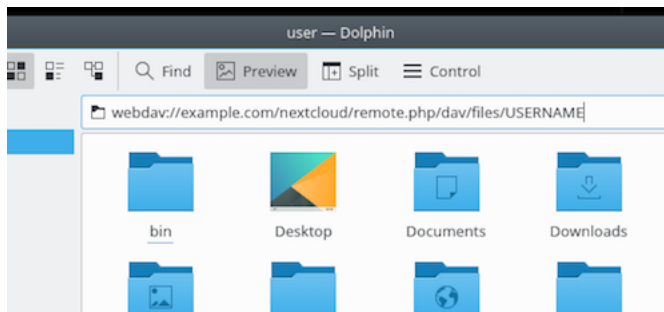 user — Dolphin
Find Preview Split Control
webdav://example.com/nextcloud/remote.php/dav/files/USERNAME
bin Desktop Documents Downloads